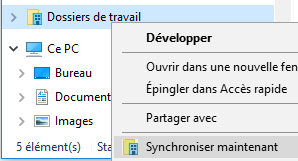 Dossiers de travail
Ce PC
Bureau
Document
Images
5 élément(s)
Développer
Ouvrir dans une nouvelle fen
Épingler dans Accès rapide
Partager avec
Synchroniser maintenant